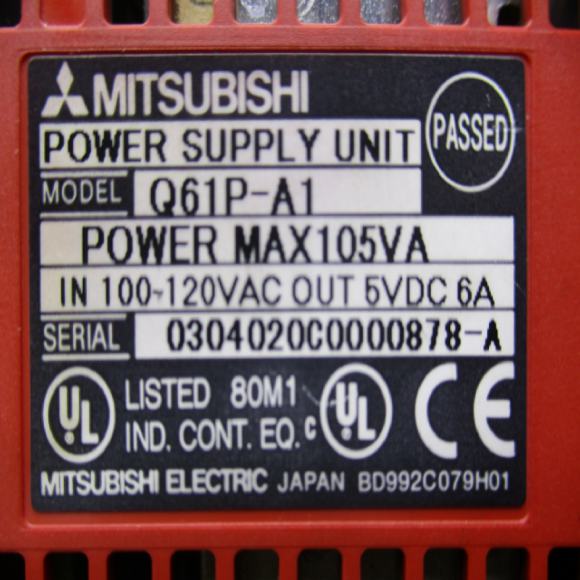 MITSUBISHI
PASSED
POWER SUPPLY UNIT
MODEL Q61P-A1
POWER MAX105VA
IN 100-120VAC OUT 5VDC 6A
SERIAL 0304020C0000878-A
UL LISTED 80M1 c UL CE
IND. CONT. EQ.
MITSUBISHI ELECTRIC JAPAN BD992C079H01